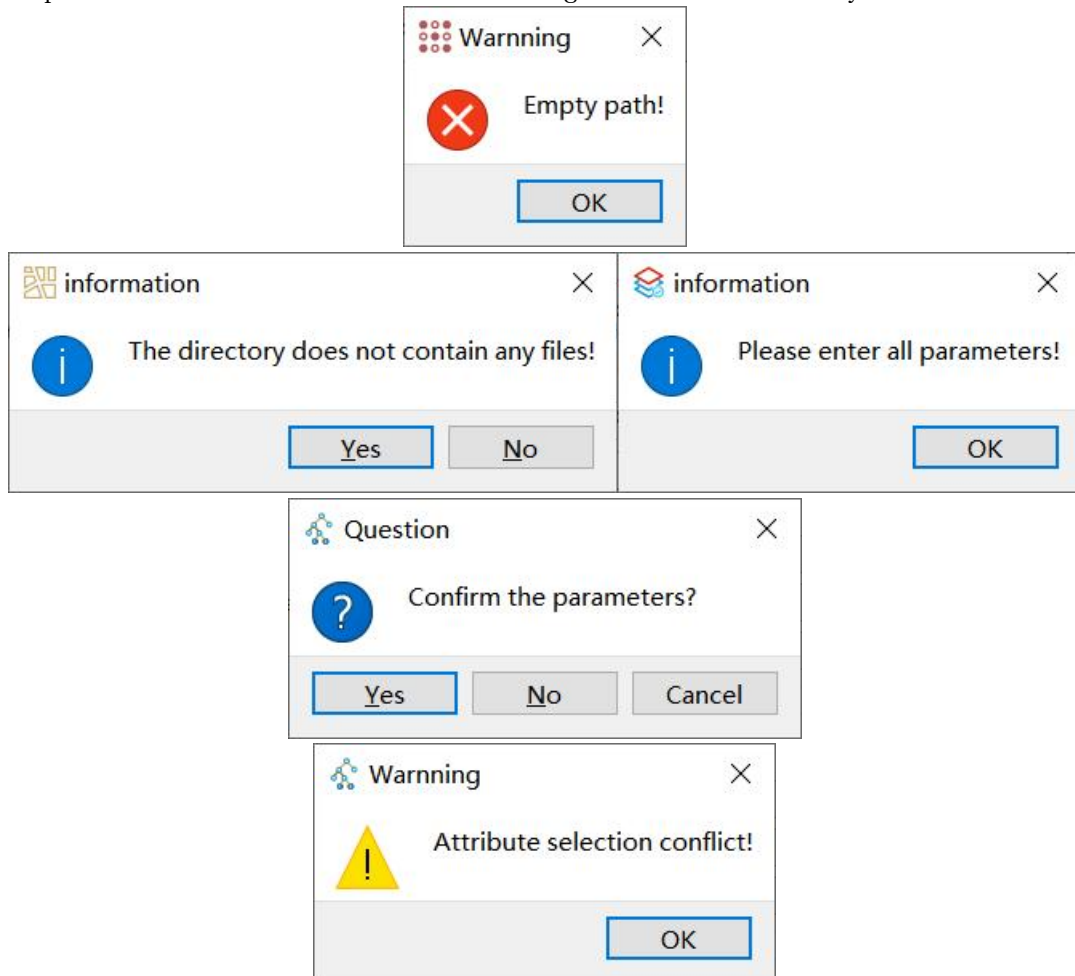 Warnning
Empty path!
OK
information
The directory does not contain any files!
Yes
No
information
Please enter all parameters!
OK
Question
Confirm the parameters?
Yes
No
Cancel
Warnning
Attribute selection conflict!
OK